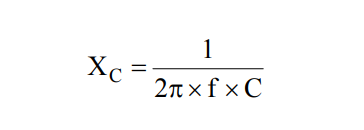 X_C = 1 / (2π × f × C)